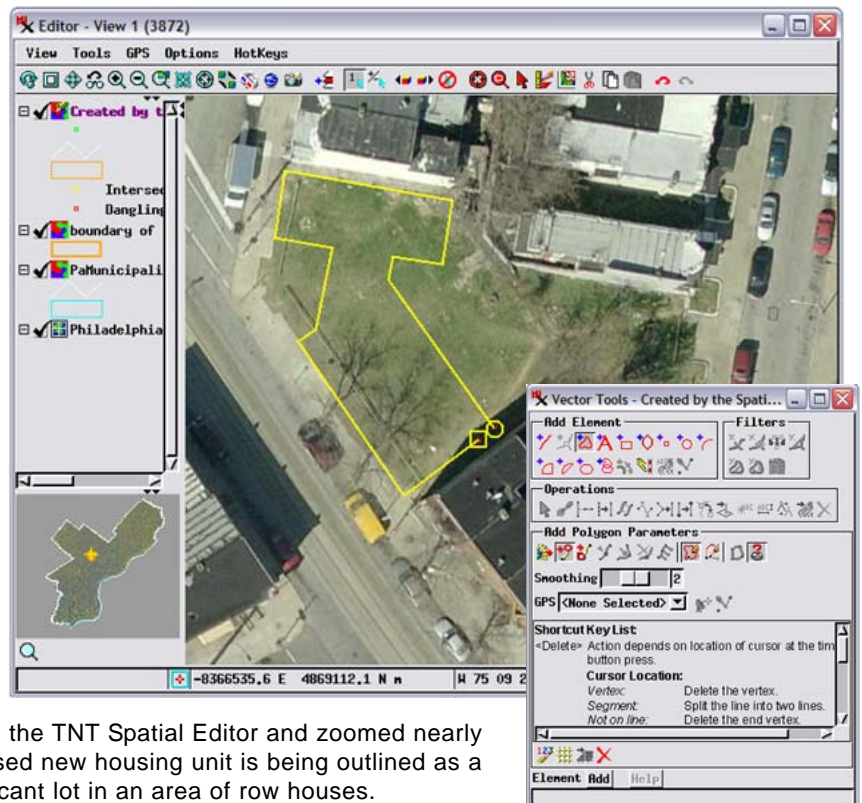 Editor - View 1 (3872)
View Tools GPS Options HotKeys
Created by t
Intersec
Dangling
boundary of
PaMunicipali
Philadelphia
-8366535.6 E 4869112.1 N m W 75 09 2
Vector Tools - Created by the Spati...
Add Element Filters
Operations
Add Polygon Parameters
Smoothing 2
GPS <None Selected>
Shortcut Key List
<Delete> Action depends on location of cursor at the tim
button press.
Cursor Location:
Vertex: Delete the vertex.
Segment: Split the line into two lines.
Not on line: Delete the end vertex.
Element Add Help
the TNT Spatial Editor and zoomed nearly
sed new housing unit is being outlined as a
cant lot in an area of row houses.